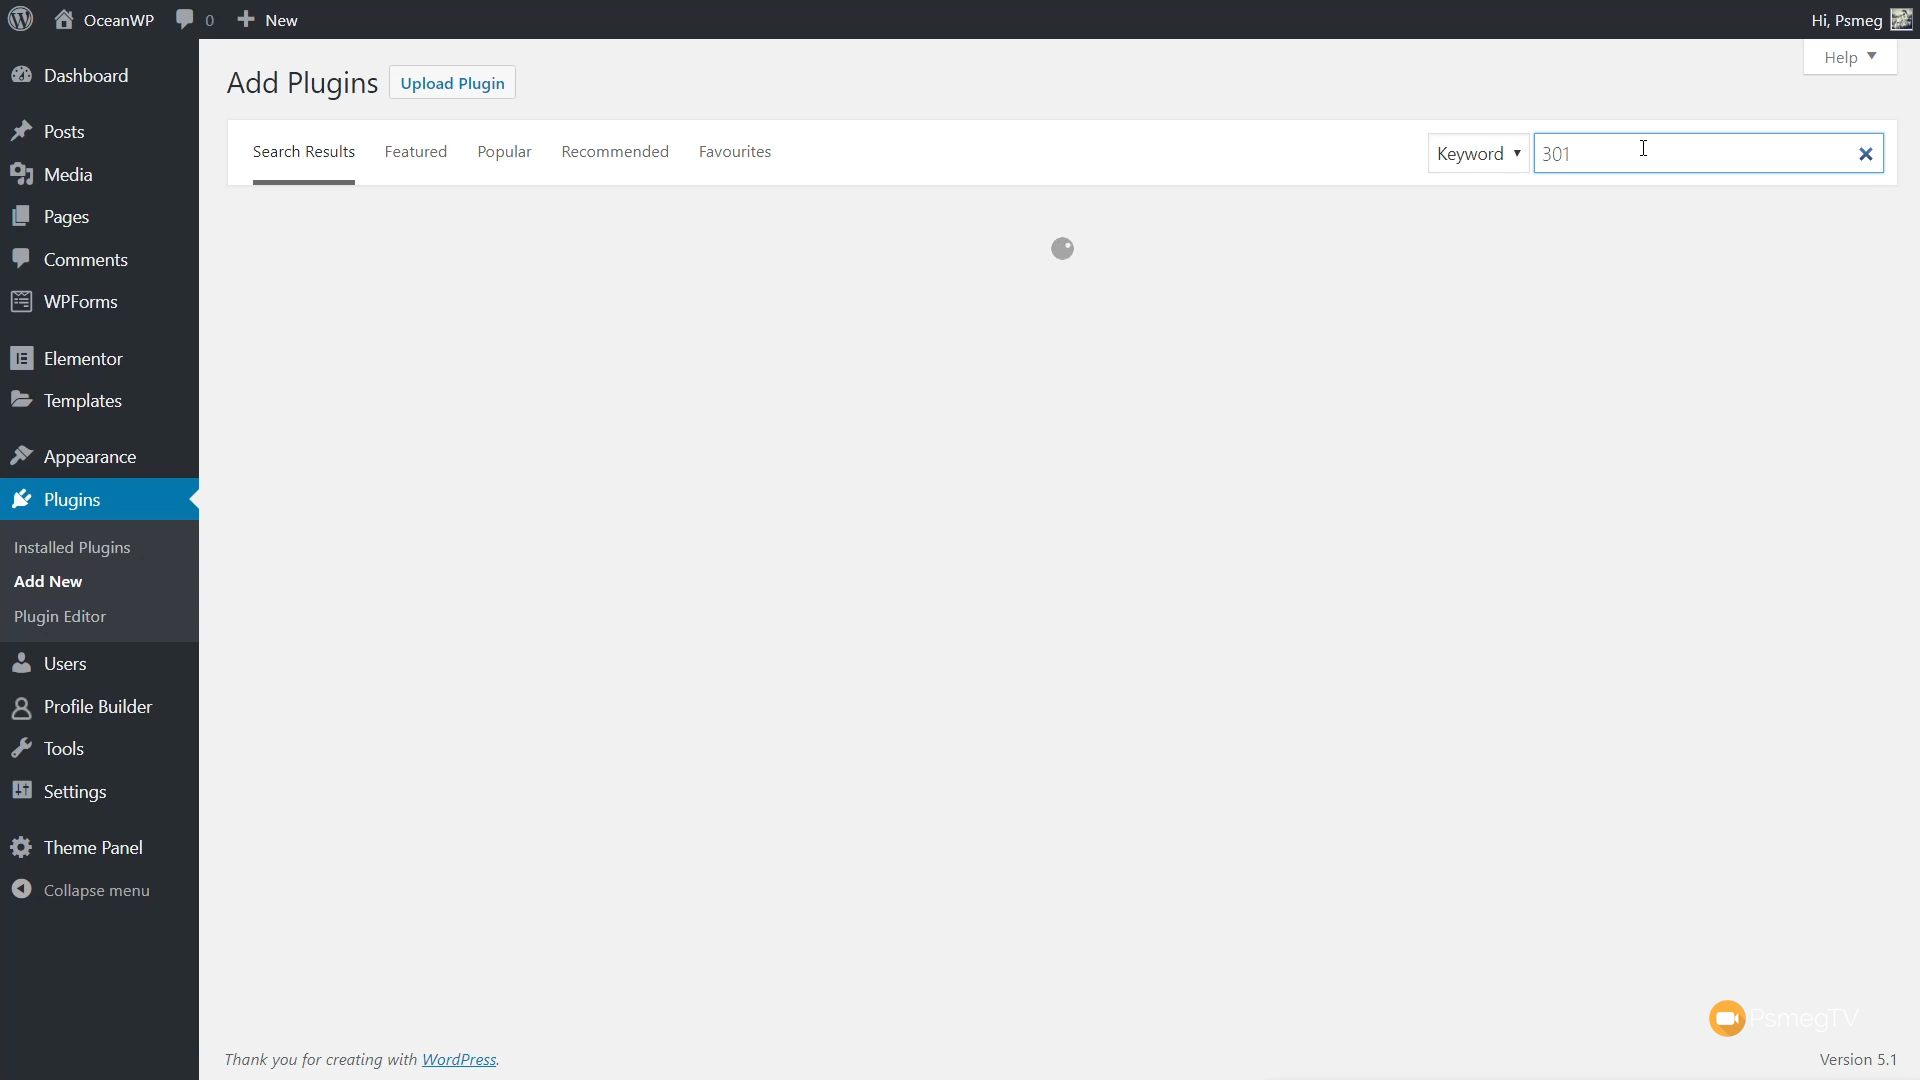 OceanWP 0 New Hi, Psmeg
Help ▼
Dashboard
Posts
Media
Pages
Comments
WPForms
Elementor
Templates
Appearance
Plugins
Installed Plugins
Add New
Plugin Editor
Users
Profile Builder
Tools
Settings
Theme Panel
Collapse menu
Add Plugins Upload Plugin
Search Results Featured Popular Recommended Favourites Keyword ▾ 301
PsmegTV
Thank you for creating with WordPress. Version 5.1